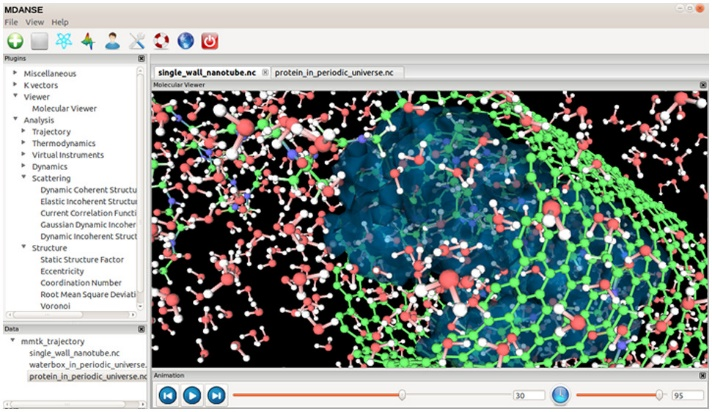 MDANSE
File View Help
Plugins
Miscellaneous
K vectors
Viewer
Molecular Viewer
Analysis
Trajectory
Thermodynamics
Virtual Instruments
Dynamics
Scattering
Dynamic Coherent Structu
Elastic Incoherent Structur
Current Correlation Functi
Gaussian Dynamic Incoher
Dynamic Incoherent Struct
Structure
Static Structure Factor
Eccentricity
Coordination Number
Root Mean Square Deviati
Voronoi
Data
mmtk_trajectory
single_wall_nanotube.nc
waterbox_in_periodic_universe.
protein_in_periodic_universe.nc
single_wall_nanotube.nc protein_in_periodic_universe.nc
Molecular Viewer
Animation
30 95